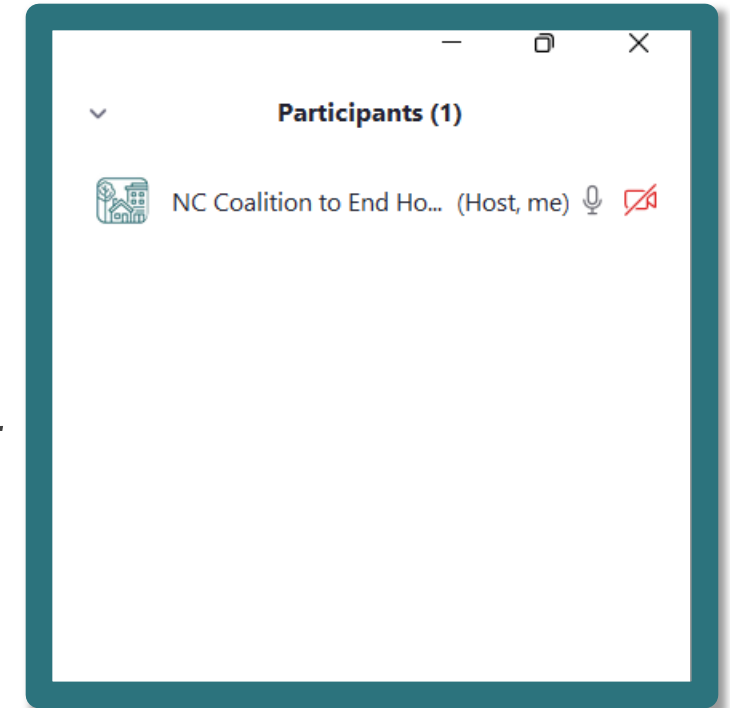 Participants (1)
NC Coalition to End Ho... (Host, me)